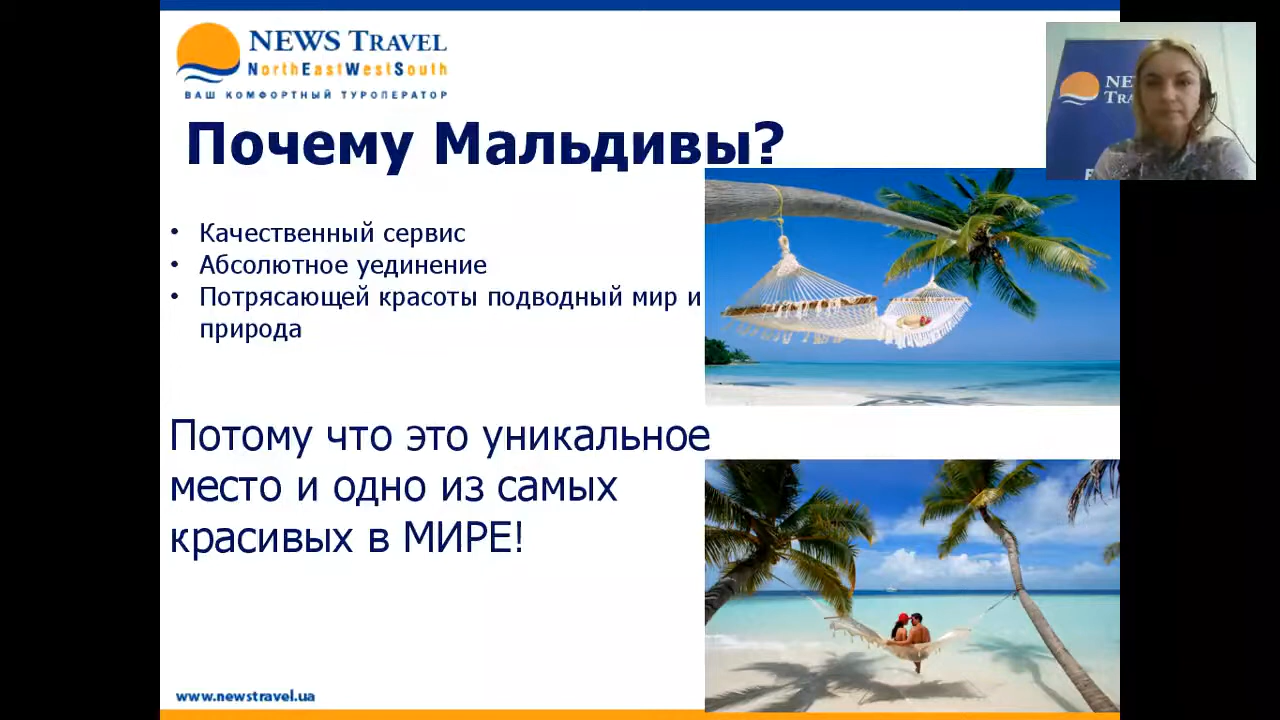 NEWS TRAVEL
NorthEastWestSouth
ВАШ КОМФОРТНЫЙ ТУРОПЕРАТОР
Почему Мальдивы?
• Качественный сервис
• Абсолютное уединение
• Потрясающей красоты подводный мир и
природа
Потому что это уникальное
место и одно из самых
красивых в МИРЕ!
www.newstravel.ua